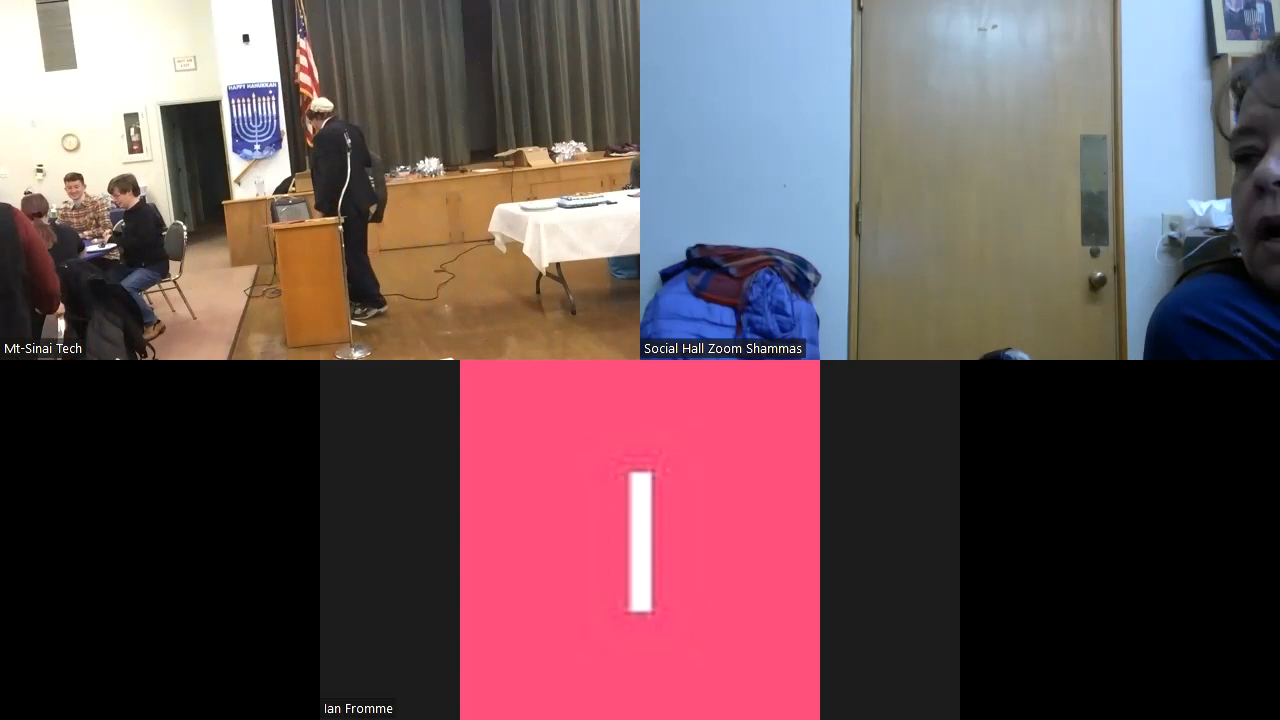 HAPPY HANUKKAH
Mt-Sinai Tech
Social Hall Zoom Shammas
I
Ian Fromme